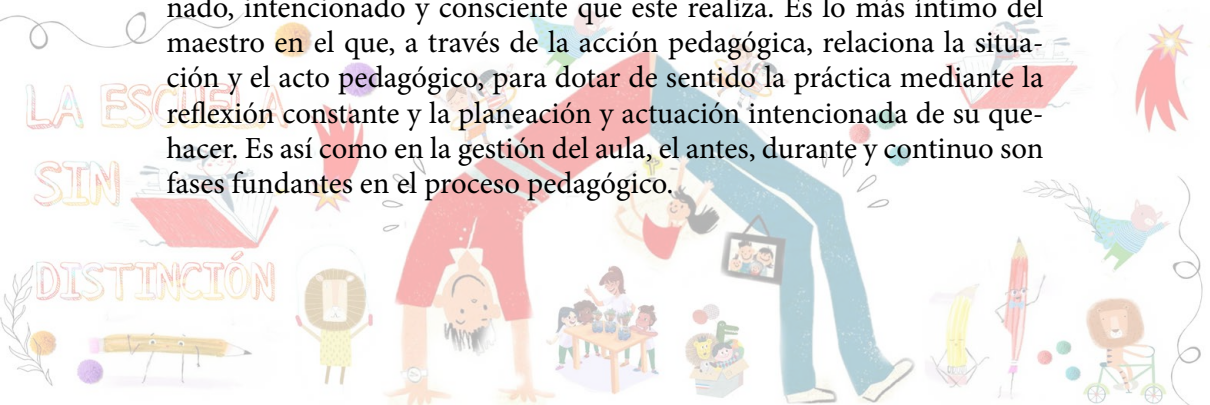 nado, intencionado y consciente que este realiza. Es lo más íntimo del
maestro en el que, a través de la acción pedagógica, relaciona la situa-
ción y el acto pedagógico, para dotar de sentido la práctica mediante la
reflexión constante y la planeación y actuación intencionada de su que-
hacer. Es así como en la gestión del aula, el antes, durante y continuo son
fases fundantes en el proceso pedagógico.
LA ESCUELA
SIN
DISTINCIÓN